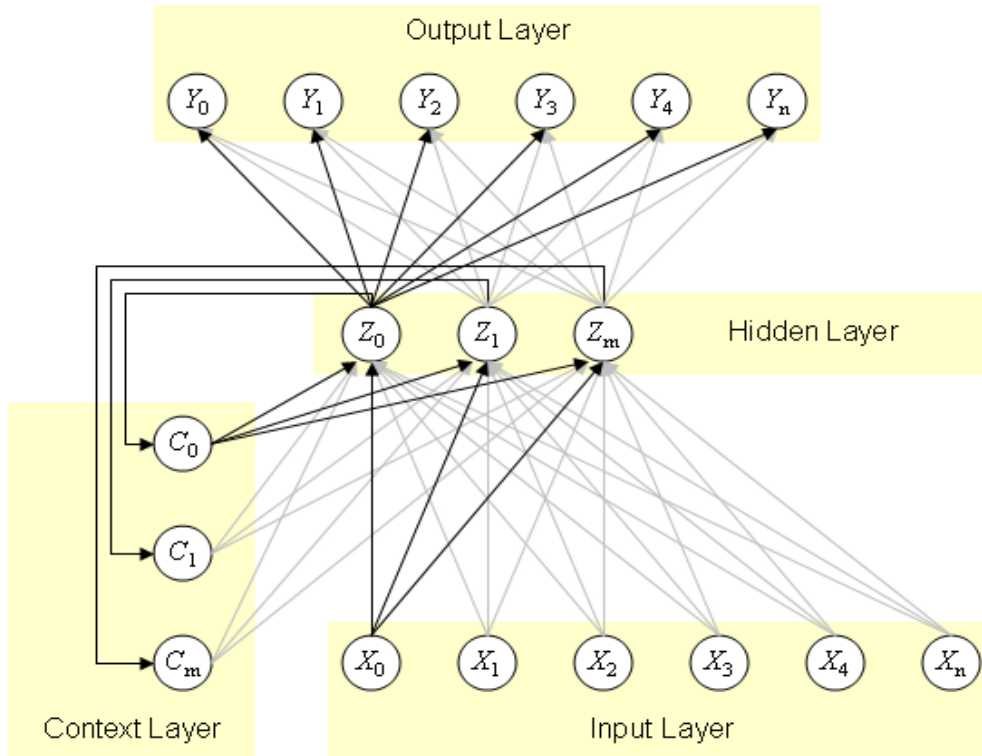 Output Layer
Y0 Y1 Y2 Y3 Y4 Yn
Z0 Z1 Zm Hidden Layer
C0
C1
Cm X0 X1 X2 X3 X4 Xn
Context Layer Input Layer